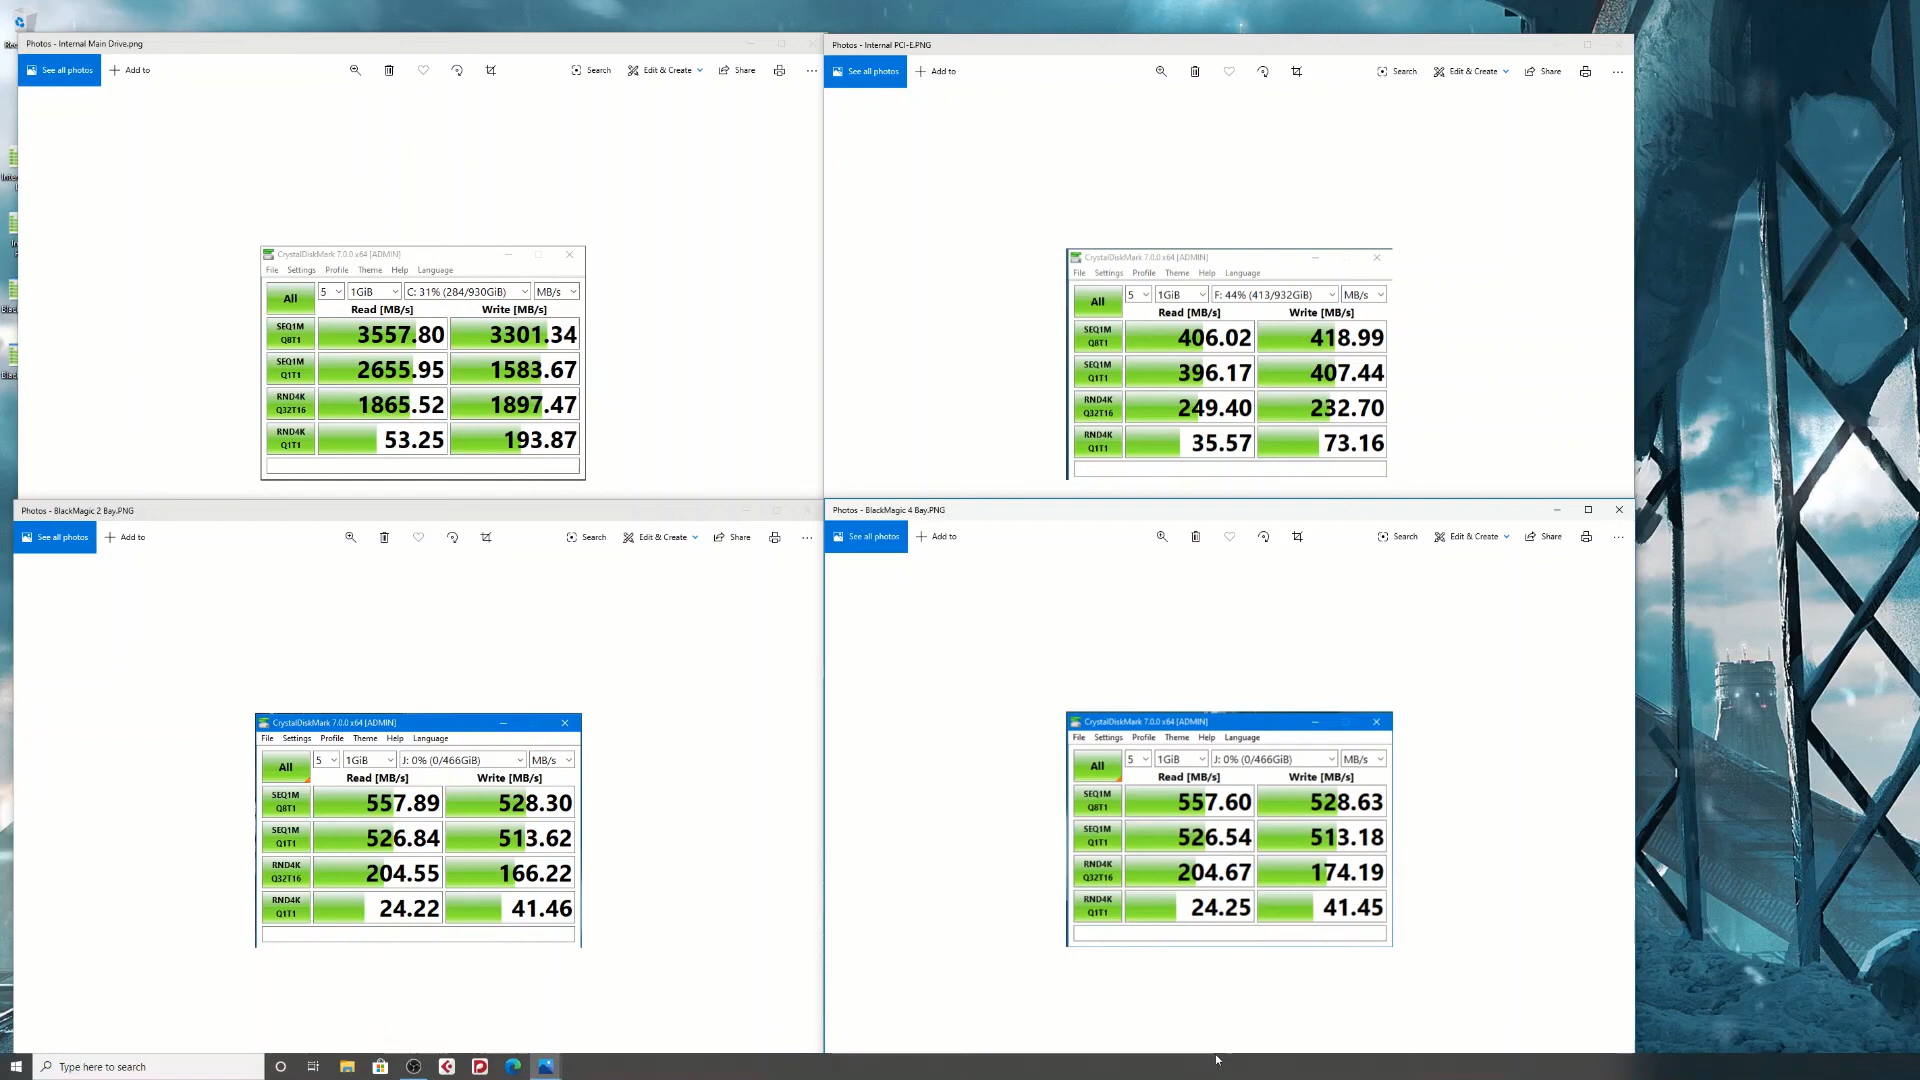 Photos - Internal Main Drive.png
See all photos
Add to
Search
Edit & Create
Share
CrystalDiskMark 7.0.0 x64 [ADMIN]
File Settings Profile Theme Help Language
All 5 1GiB C: 31% (284/930GiB) MB/s
Read [MB/s] Write [MB/s]
SEQ1M
Q8T1
3557.80 3301.34
SEQ1M
Q1T1
2655.95 1583.67
RND4K
Q32T16
1865.52 1897.47
RND4K
Q1T1
53.25 193.87
Photos - Internal PCI-E.PNG
See all photos
Add to
Search
Edit & Create
Share
CrystalDiskMark 7.0.0 x64 [ADMIN]
File Settings Profile Theme Help Language
All 5 1GiB F: 44% (413/932GiB) MB/s
Read [MB/s] Write [MB/s]
SEQ1M
Q8T1
406.02 418.99
SEQ1M
Q1T1
396.17 407.44
RND4K
Q32T16
249.40 232.70
RND4K
Q1T1
35.57 73.16
Photos - BlackMagic 2 Bay.PNG
See all photos
Add to
Search
Edit & Create
Share
CrystalDiskMark 7.0.0 x64 [ADMIN]
File Settings Profile Theme Help Language
All 5 1GiB J: 0% (0/466GiB) MB/s
Read [MB/s] Write [MB/s]
SEQ1M
Q8T1
557.89 528.30
SEQ1M
Q1T1
526.84 513.62
RND4K
Q32T16
204.55 166.22
RND4K
Q1T1
24.22 41.46
Photos - BlackMagic 4 Bay.PNG
See all photos
Add to
Search
Edit & Create
Share
CrystalDiskMark 7.0.0 x64 [ADMIN]
File Settings Profile Theme Help Language
All 5 1GiB J: 0% (0/466GiB) MB/s
Read [MB/s] Write [MB/s]
SEQ1M
Q8T1
557.60 528.63
SEQ1M
Q1T1
526.54 513.18
RND4K
Q32T16
204.67 174.19
RND4K
Q1T1
24.25 41.45
Type here to search